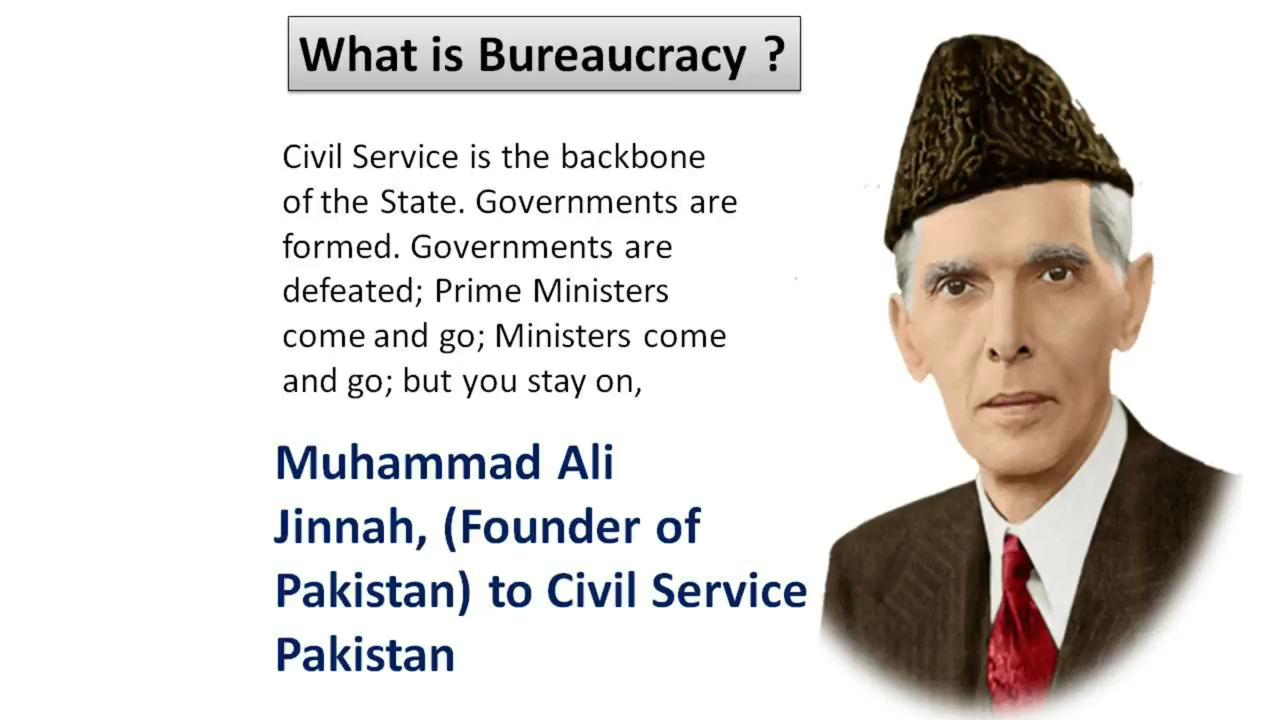 What is Bureaucracy ?
Civil Service is the backbone
of the State. Governments are
formed. Governments are
defeated; Prime Ministers
come and go; Ministers come
and go; but you stay on,
Muhammad Ali
Jinnah, (Founder of
Pakistan) to Civil Service
Pakistan